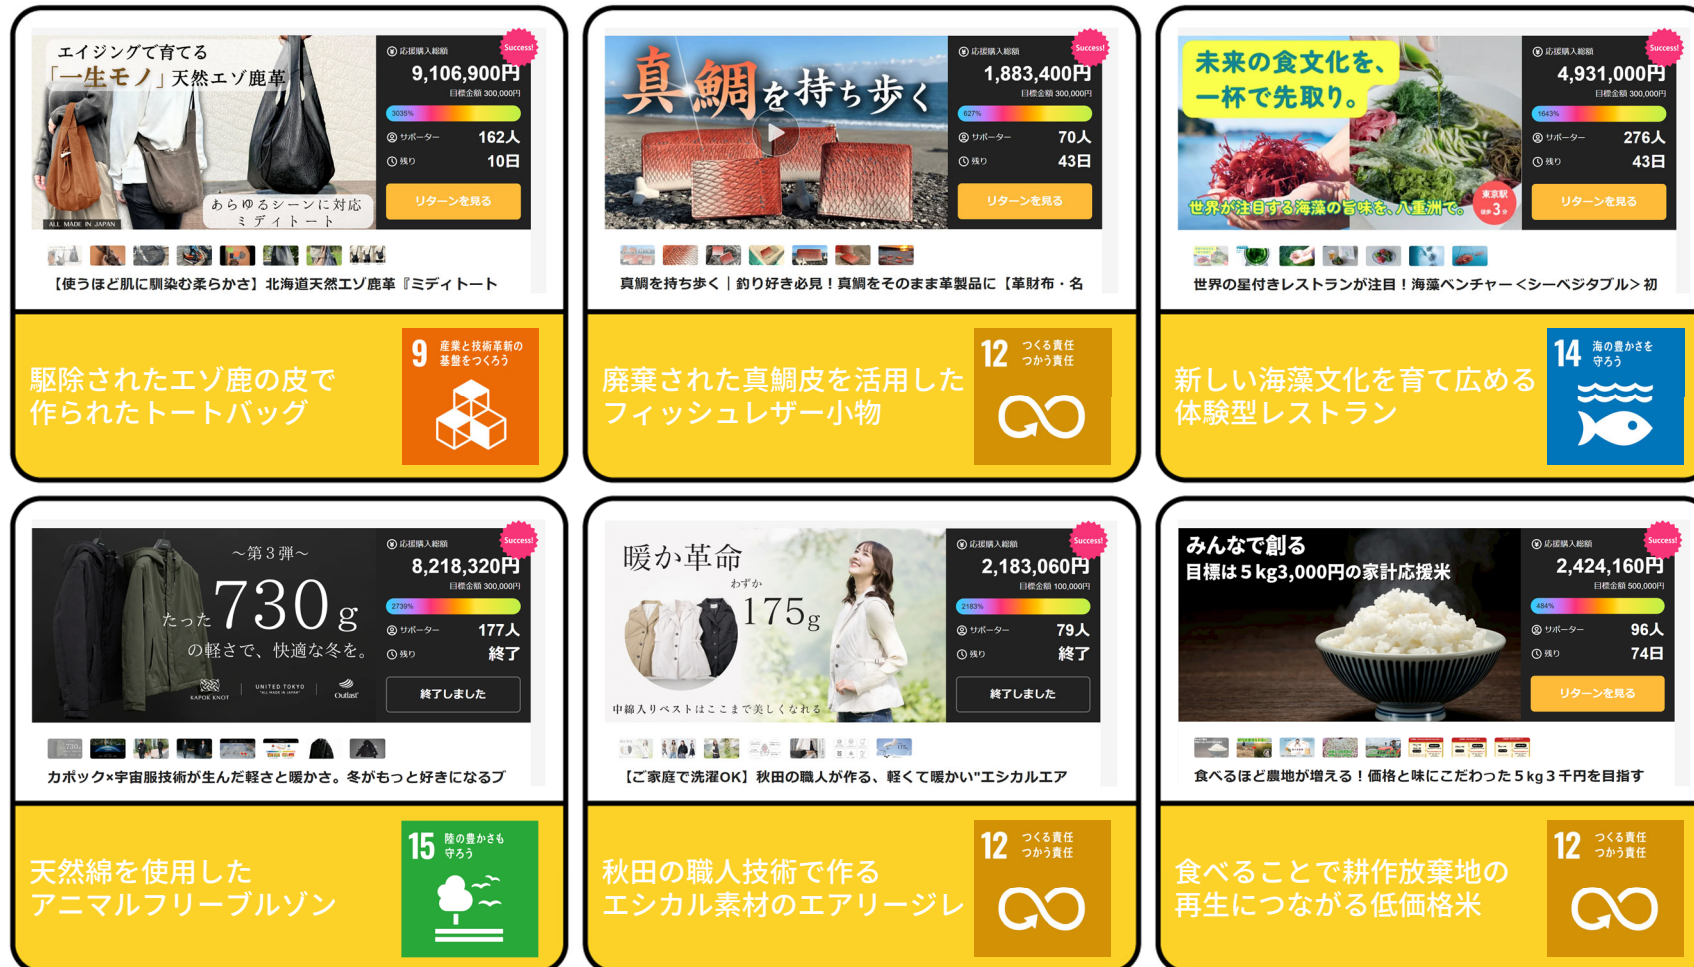 エイジングで育てる
「一生モノ」天然エゾ鹿革
あらゆるシーンに対応
ミディトート
ALL MADE IN JAPAN
Success!
応援購入総額
9,106,900円
目標金額 300,000円
3035%
サポーター 162人
残り 10日
リターンを見る
【使うほど肌に馴染む柔らかさ】北海道天然エゾ鹿革『ミディトート
駆除されたエゾ鹿の皮で
作られたトートバッグ
9 産業と技術革新の
基盤をつくろう
真鯛を持ち歩く
Success!
応援購入総額
1,883,400円
目標金額 300,000円
627%
サポーター 70人
残り 43日
リターンを見る
真鯛を持ち歩く｜釣り好き必見！真鯛をそのまま革製品に【革財布・名
廃棄された真鯛皮を活用した
フィッシュレザー小物
12 つくる責任
つかう責任
未来の食文化を、
一杯で先取り。
世界が注目する海藻の旨味を、八重洲で。
東京駅
徒歩3分
Success!
応援購入総額
4,931,000円
目標金額 300,000円
1643%
サポーター 276人
残り 43日
リターンを見る
世界の星付きレストランが注目！海藻ベンチャー＜シーベジタブル＞初
新しい海藻文化を育て広める
体験型レストラン
14 海の豊かさを
守ろう
～第3弾～
たった730g
の軽さで、快適な冬を。
KAPOK KNOT
UNITED TOKYO
"ALL MADE IN JAPAN"
Outlast
Success!
応援購入総額
8,218,320円
目標金額 300,000円
2739%
サポーター 177人
残り 終了
終了しました
カポック×宇宙服技術が生んだ軽さと暖かさ。冬がもっと好きになるブ
天然綿を使用した
アニマルフリーブルゾン
15 陸の豊かさも
守ろう
暖か革命
わずか
175g
中綿入りベストはここまで美しくなれる
Success!
応援購入総額
2,183,060円
目標金額 100,000円
2183%
サポーター 79人
残り 終了
終了しました
【ご家庭で洗濯OK】秋田の職人が作る、軽くて暖かい"エシカルエア
秋田の職人技術で作る
エシカル素材のエアリージレ
12 つくる責任
つかう責任
みんなで創る
目標は5kg3,000円の家計応援米
Success!
応援購入総額
2,424,160円
目標金額 500,000円
484%
サポーター 96人
残り 74日
リターンを見る
食べるほど農地が増える！価格と味にこだわった5kg3千円を目指す
食べることで耕作放棄地の
再生につながる低価格米
12 つくる責任
つかう責任